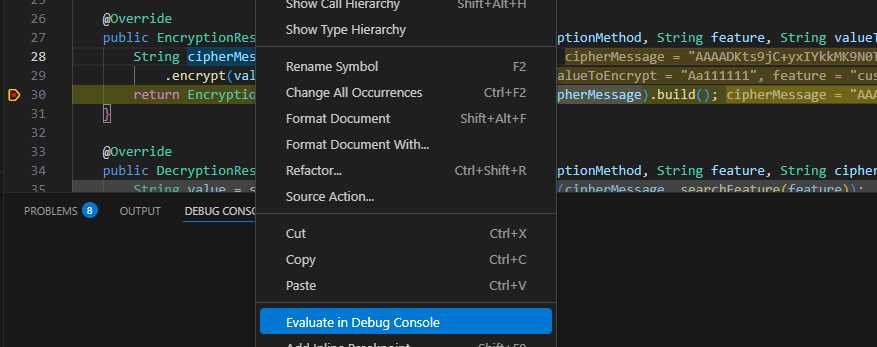 25 Show Call Hierarchy Shift+Alt+H
26 @Override
27 public EncryptionRes ptionMethod, String feature, String valueT
Show Type Hierarchy
28 String cipherMes cipherMessage = "AAAADKts9jC+yxIYkkMK9N0T
Rename Symbol F2
29 .encrypt(val alueToEncrypt = "Aa111111", feature = "cus
30 return Encryptio pherMessage).build(); cipherMessage = "AAA
Change All Occurrences Ctrl+F2
31 }
Format Document Shift+Alt+F
32
Format Document With...
33 @Override
34 public DecryptionRes ptionMethod, String feature, String cipher
Refactor... Ctrl+Shift+R
35 String value = s (cipherMessage, searchFeature(feature));
Source Action...
PROBLEMS 8 OUTPUT DEBUG CONSO
Cut Ctrl+X
Copy Ctrl+C
Paste Ctrl+V
Evaluate in Debug Console
Add Inline Breakpoint Shift+F9